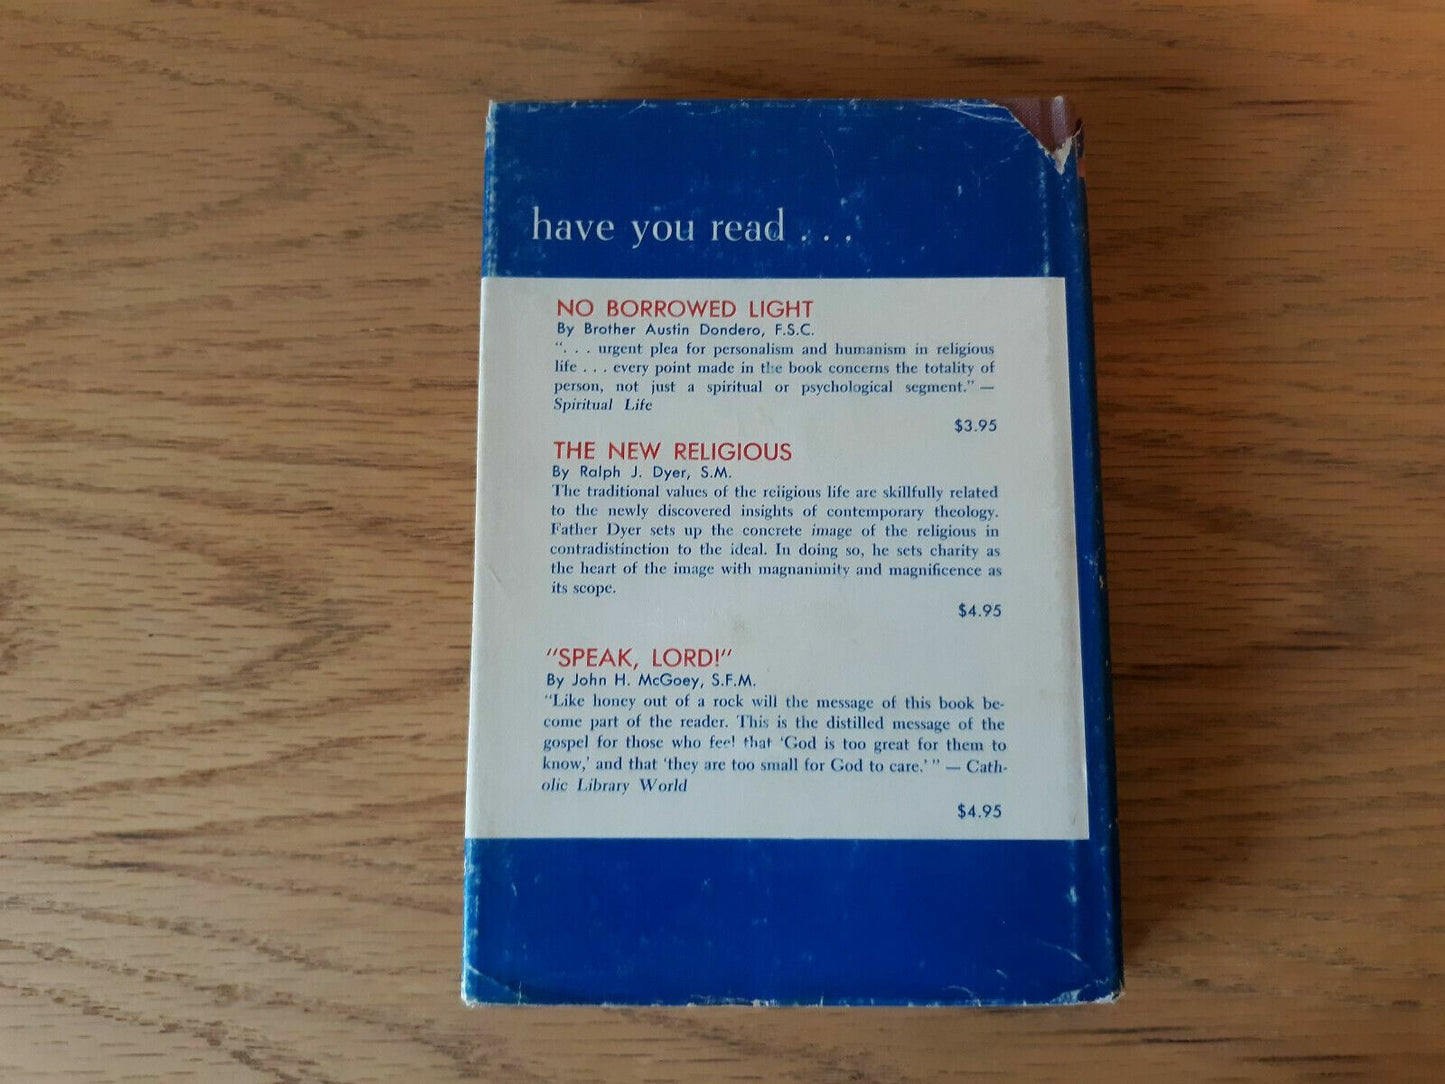 have you read . . .
NO BORROWED LIGHT
By Brother Austin Dondero, F.S.C.
“. . . urgent plea for personalism and humanism in religious
life . . . every point made in the book concerns the totality of
person, not just a spiritual or psychological segment.” —
Spiritual Life
$3.95
THE NEW RELIGIOUS
By Ralph J. Dyer, S.M.
The traditional values of the religious life are skillfully related
to the newly discovered insights of contemporary theology.
Father Dyer sets up the concrete image of the religious in
contradistinction to the ideal. In doing so, he sets charity as
the heart of the image with magnanimity and magnificence as
its scope.
$4.95
“SPEAK, LORD!”
By John H. McGoey, S.F.M.
“Like honey out of a rock will the message of this book be-
come part of the reader. This is the distilled message of the
gospel for those who feel that ‘God is too great for them to
know,’ and that ‘they are too small for God to care.’ ” — Cath-
olic Library World
$4.95